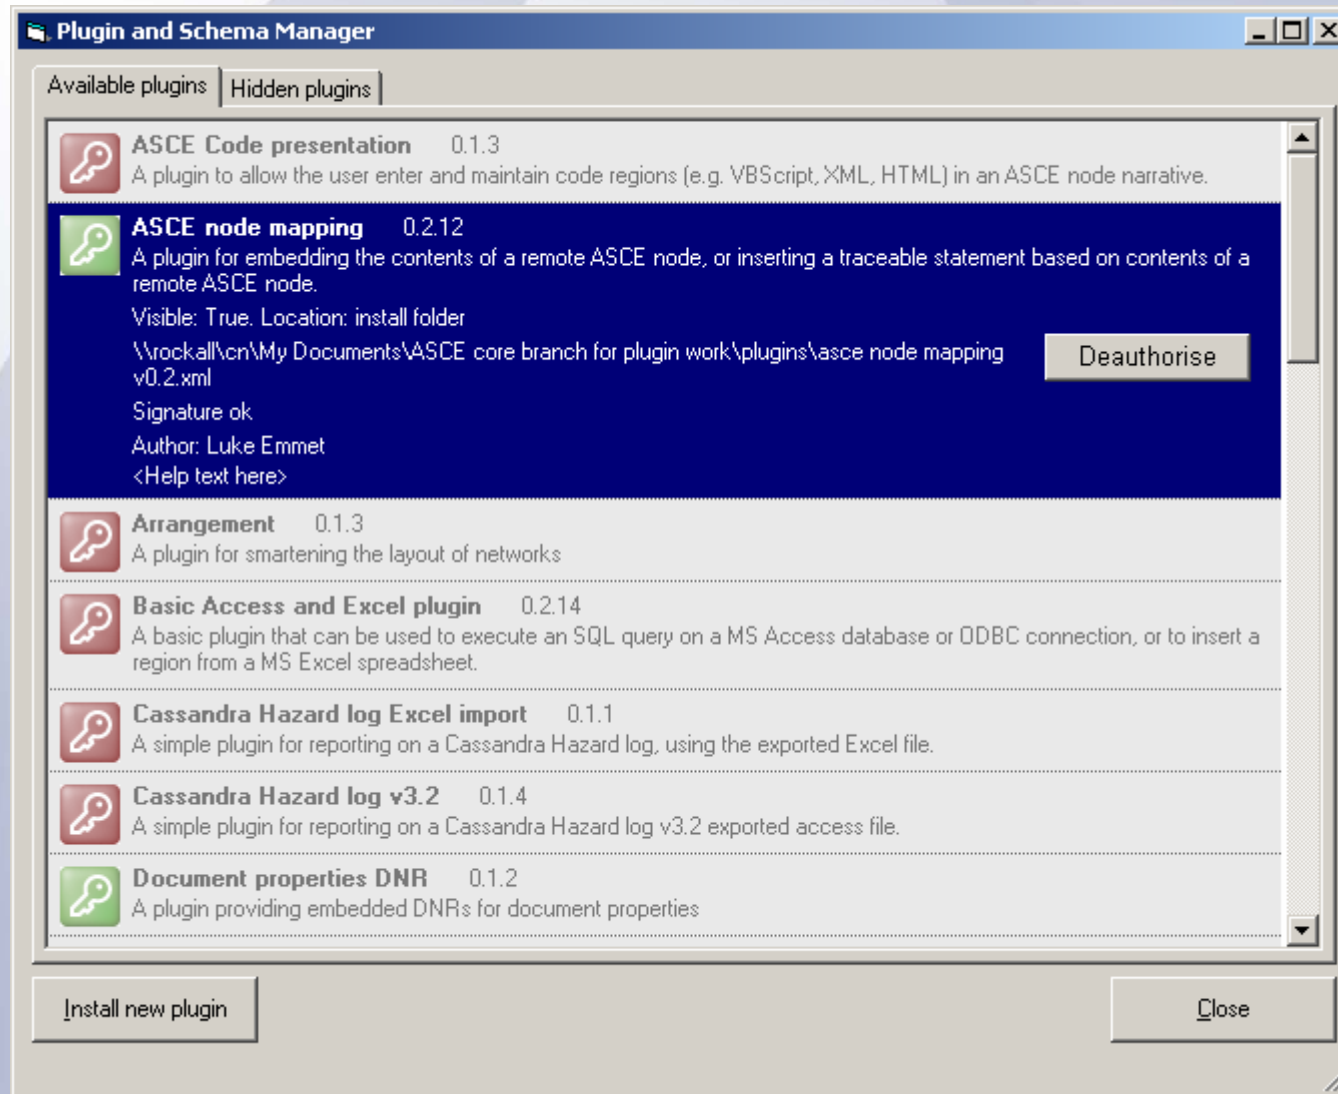 Plugin and Schema Manager
Available plugins
Hidden plugins
ASCE Code presentation 0.1.3
A plugin to allow the user enter and maintain code regions (e.g. VBScript, XML, HTML) in an ASCE node narrative.
ASCE node mapping 0.2.12
A plugin for embedding the contents of a remote ASCE node, or inserting a traceable statement based on contents of a
remote ASCE node.
Visible: True. Location: install folder
\\rockall\cn\My Documents\ASCE core branch for plugin work\plugins\asce node mapping
v0.2.xml
Deauthorise
Signature ok
Author: Luke Emmet
<Help text here>
Arrangement 0.1.3
A plugin for smartening the layout of networks
Basic Access and Excel plugin 0.2.14
A basic plugin that can be used to execute an SQL query on a MS Access database or ODBC connection, or to insert a
region from a MS Excel spreadsheet.
Cassandra Hazard log Excel import 0.1.1
A simple plugin for reporting on a Cassandra Hazard log, using the exported Excel file.
Cassandra Hazard log v3.2 0.1.4
A simple plugin for reporting on a Cassandra Hazard log v3.2 exported access file.
Document properties DNR 0.1.2
A plugin providing embedded DNRs for document properties
Install new plugin
Close